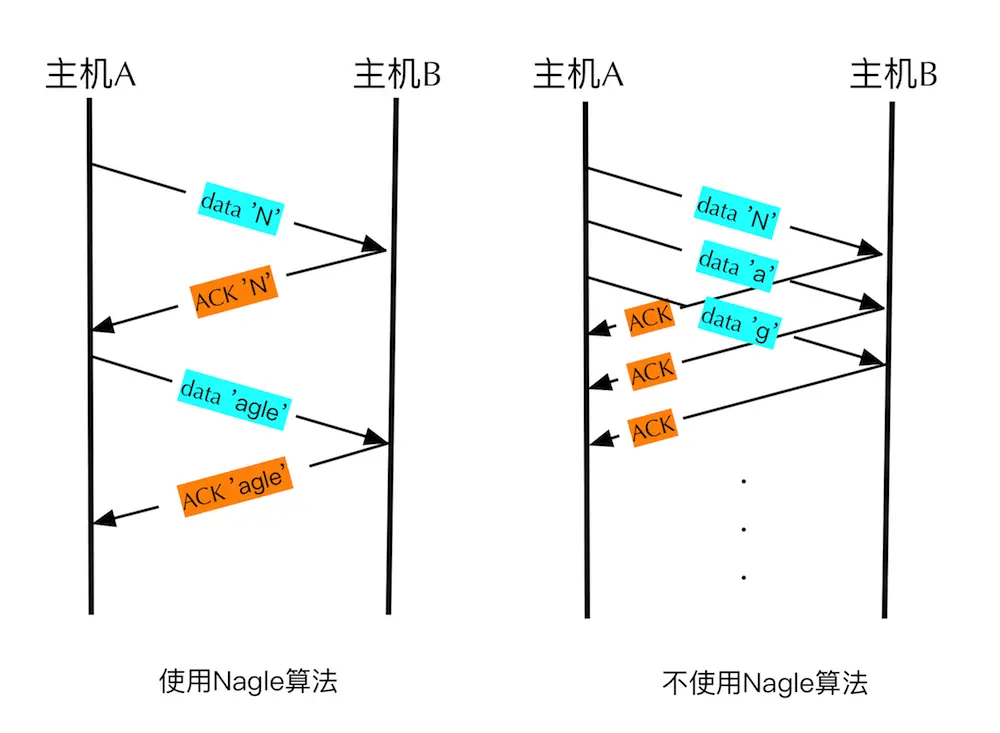 主机A
主机B
data 'N'
ACK 'N'
data 'agle'
ACK 'agle'
使用Nagle算法
主机A
主机B
data 'N'
data 'a'
data 'g'
ACK
ACK
ACK
不使用Nagle算法